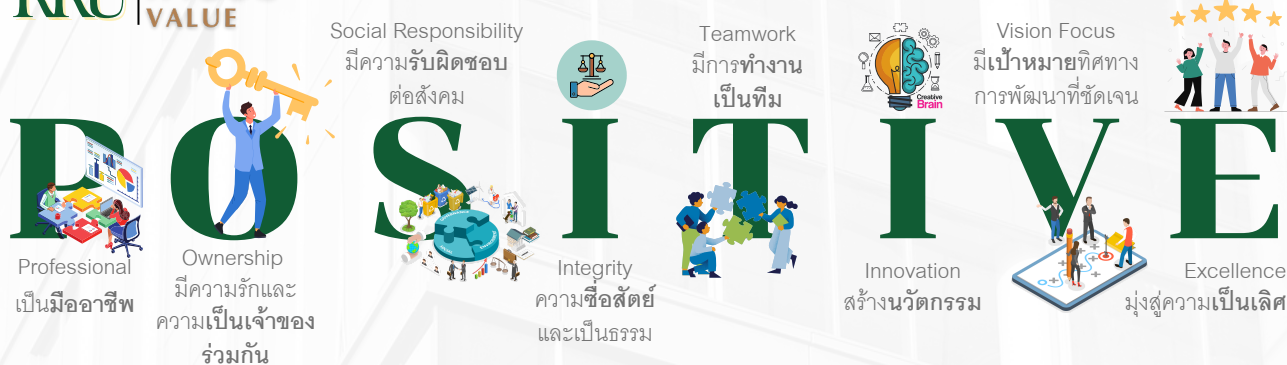 VALUE
Social Responsibility
มีความรับผิดชอบ
ต่อสังคม
Teamwork
มีการทำงาน
เป็นทีม
Creative
Brain
Vision Focus
มีเป้าหมายทิศทาง
การพัฒนาที่ชัดเจน
POSITIVE
Professional
เป็นมืออาชีพ
Ownership
มีความรักและ
ความเป็นเจ้าของ
ร่วมกัน
Integrity
ความซื่อสัตย์
และเป็นธรรม
Innovation
สร้างนวัตกรรม
Excellence
มุ่งสู่ความเป็นเลิศ